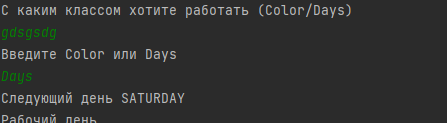 С каким классом хотите работать (Color/Days)
gdsgsdg
Введите Color или Days
Days
Следующий день SATURDAY
Рабочий день